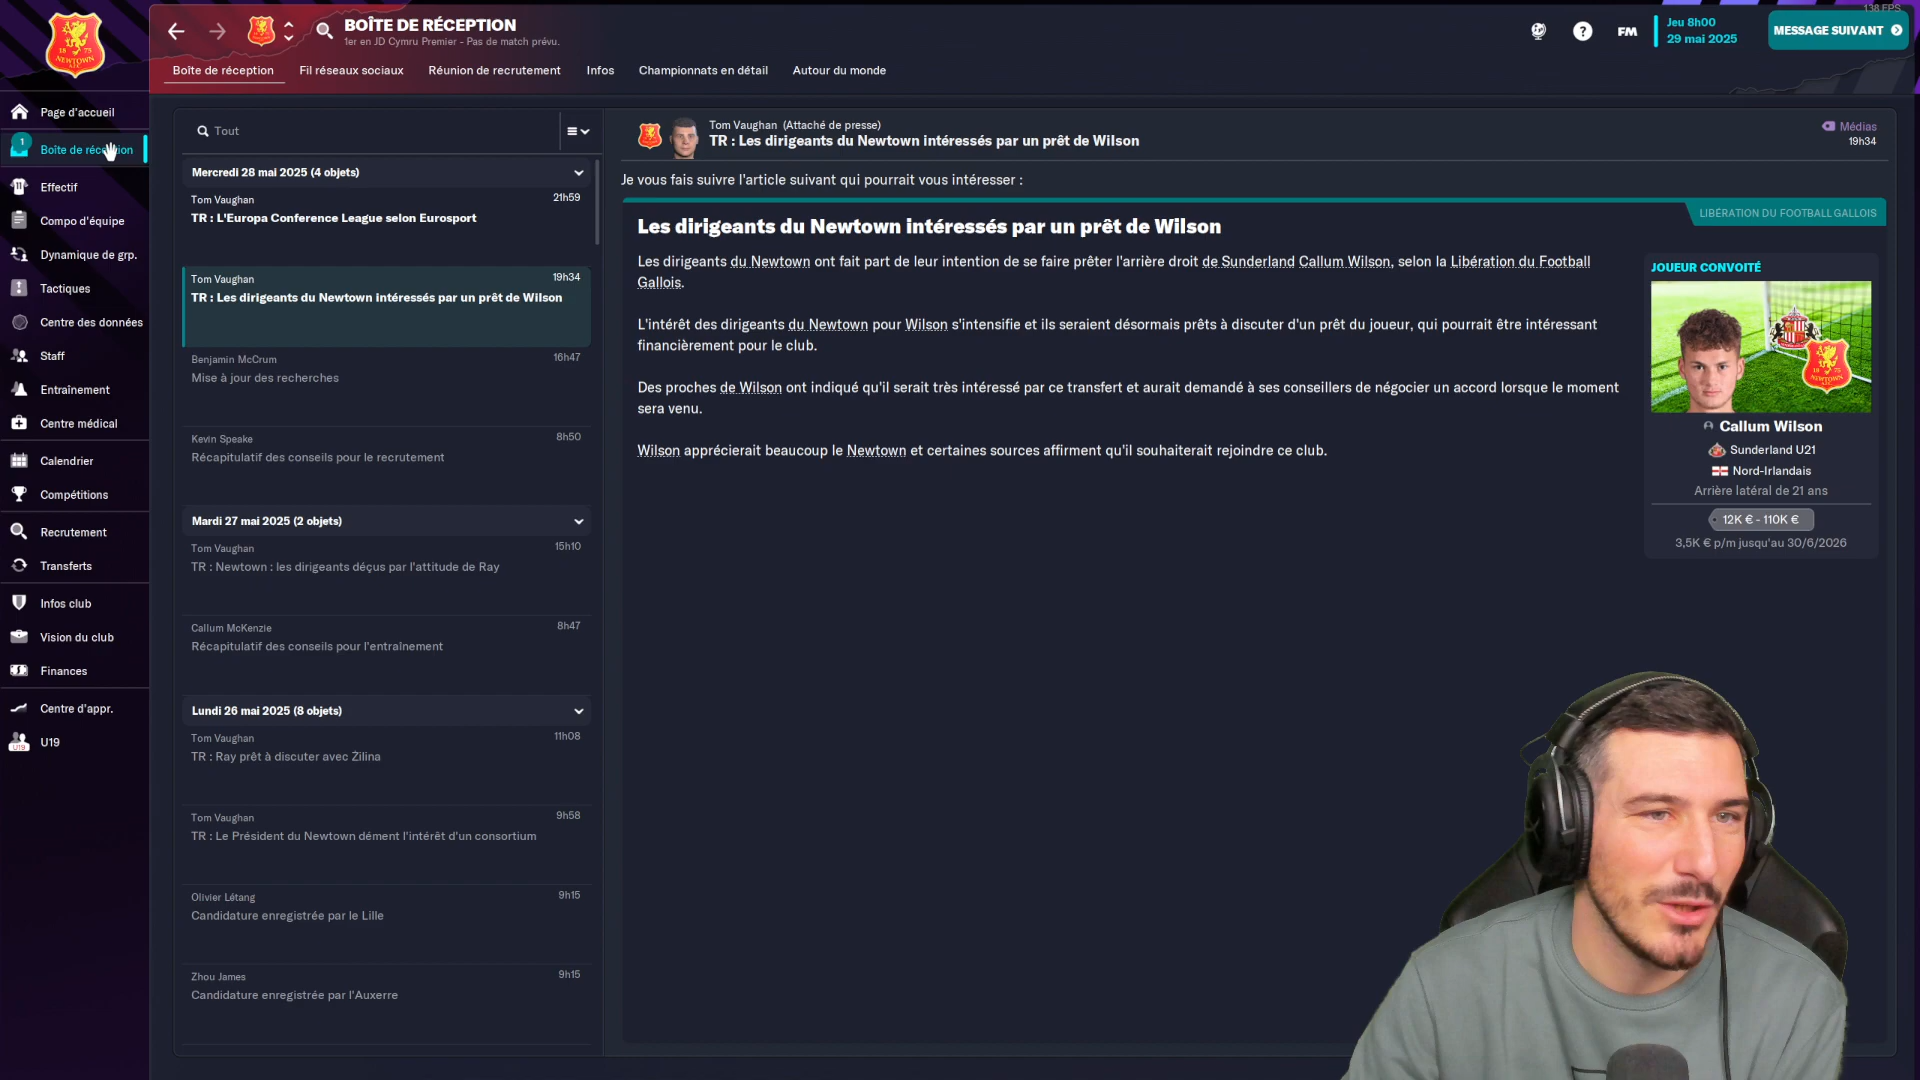 138 FPS
1875
NEWTOWN
BOÎTE DE RÉCEPTION
1er en JD Cymru Premier - Pas de match prévu.
FM
Jeu 8h00
29 mai 2025
MESSAGE SUIVANT
Boîte de réception
Fil réseaux sociaux
Réunion de recrutement
Infos
Championnats en détail
Autour du monde
Page d'accueil
1
Boîte de réception
Effectif
Compo d'équipe
Dynamique de grp.
Tactiques
Centre des données
Staff
Entraînement
Centre médical
Calendrier
Compétitions
Recrutement
Transferts
Infos club
Vision du club
Finances
Centre d'appr.
U19
U19
Tout
Mercredi 28 mai 2025 (4 objets)
Tom Vaughan 21h59
TR : L'Europa Conference League selon Eurosport
Tom Vaughan 19h34
TR : Les dirigeants du Newtown intéressés par un prêt de Wilson
Benjamin McCrum 16h47
Mise à jour des recherches
Kevin Speake 8h50
Récapitulatif des conseils pour le recrutement
Mardi 27 mai 2025 (2 objets)
Tom Vaughan 15h10
TR : Newtown : les dirigeants déçus par l'attitude de Ray
Callum McKenzie 8h47
Récapitulatif des conseils pour l'entraînement
Lundi 26 mai 2025 (8 objets)
Tom Vaughan 11h08
TR : Ray prêt à discuter avec Žilina
Tom Vaughan 9h58
TR : Le Président du Newtown dément l'intérêt d'un consortium
Olivier Létang 9h15
Candidature enregistrée par le Lille
Zhou James 9h15
Candidature enregistrée par l'Auxerre
Tom Vaughan (Attaché de presse)
TR : Les dirigeants du Newtown intéressés par un prêt de Wilson
Médias
19h34
Je vous fais suivre l'article suivant qui pourrait vous intéresser :
LIBÉRATION DU FOOTBALL GALLOIS
Les dirigeants du Newtown intéressés par un prêt de Wilson
Les dirigeants du Newtown ont fait part de leur intention de se faire prêter l'arrière droit de Sunderland Callum Wilson, selon la Libération du Football
Gallois.
L'intérêt des dirigeants du Newtown pour Wilson s'intensifie et ils seraient désormais prêts à discuter d'un prêt du joueur, qui pourrait être intéressant
financièrement pour le club.
Des proches de Wilson ont indiqué qu'il serait très intéressé par ce transfert et aurait demandé à ses conseillers de négocier un accord lorsque le moment
sera venu.
Wilson apprécierait beaucoup le Newtown et certaines sources affirment qu'il souhaiterait rejoindre ce club.
JOUEUR CONVOITÉ
Callum Wilson
Sunderland U21
Nord-Irlandais
Arrière latéral de 21 ans
12K € - 110K €
3,5K € p/m jusqu'au 30/6/2026